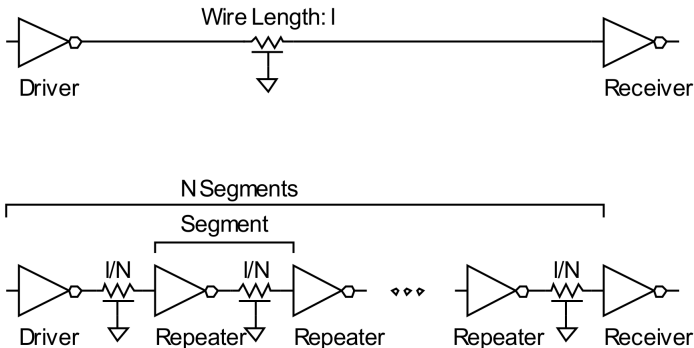 Wire Length: l
Driver
Receiver
N Segments
Segment
l/N
l/N
l/N
Driver
Repeater
Repeater
Repeater
Receiver